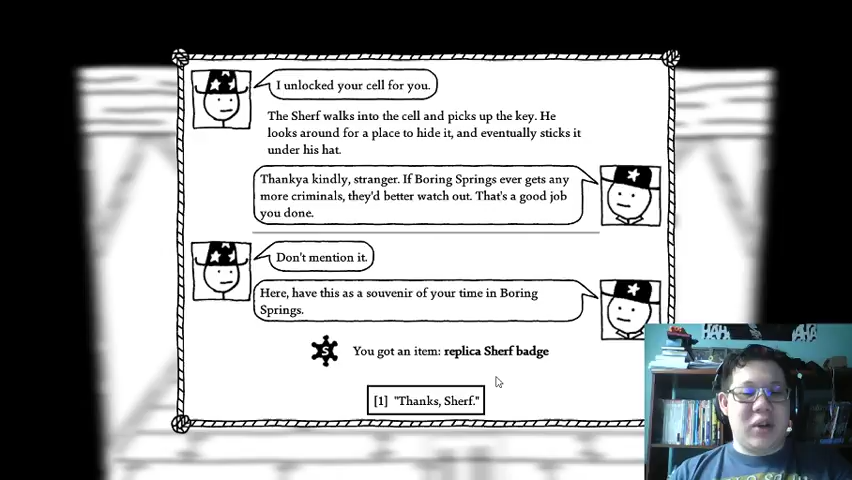 I unlocked your cell for you.
The Sherf walks into the cell and picks up the key. He
looks around for a place to hide it, and eventually sticks it
under his hat.
Thankya kindly, stranger. If Boring Springs ever gets any
more criminals, they'd better watch out. That's a good job
you done.
Don't mention it.
Here, have this as a souvenir of your time in Boring
Springs.
S
You got an item: replica Sherf badge
[1] "Thanks, Sherf."